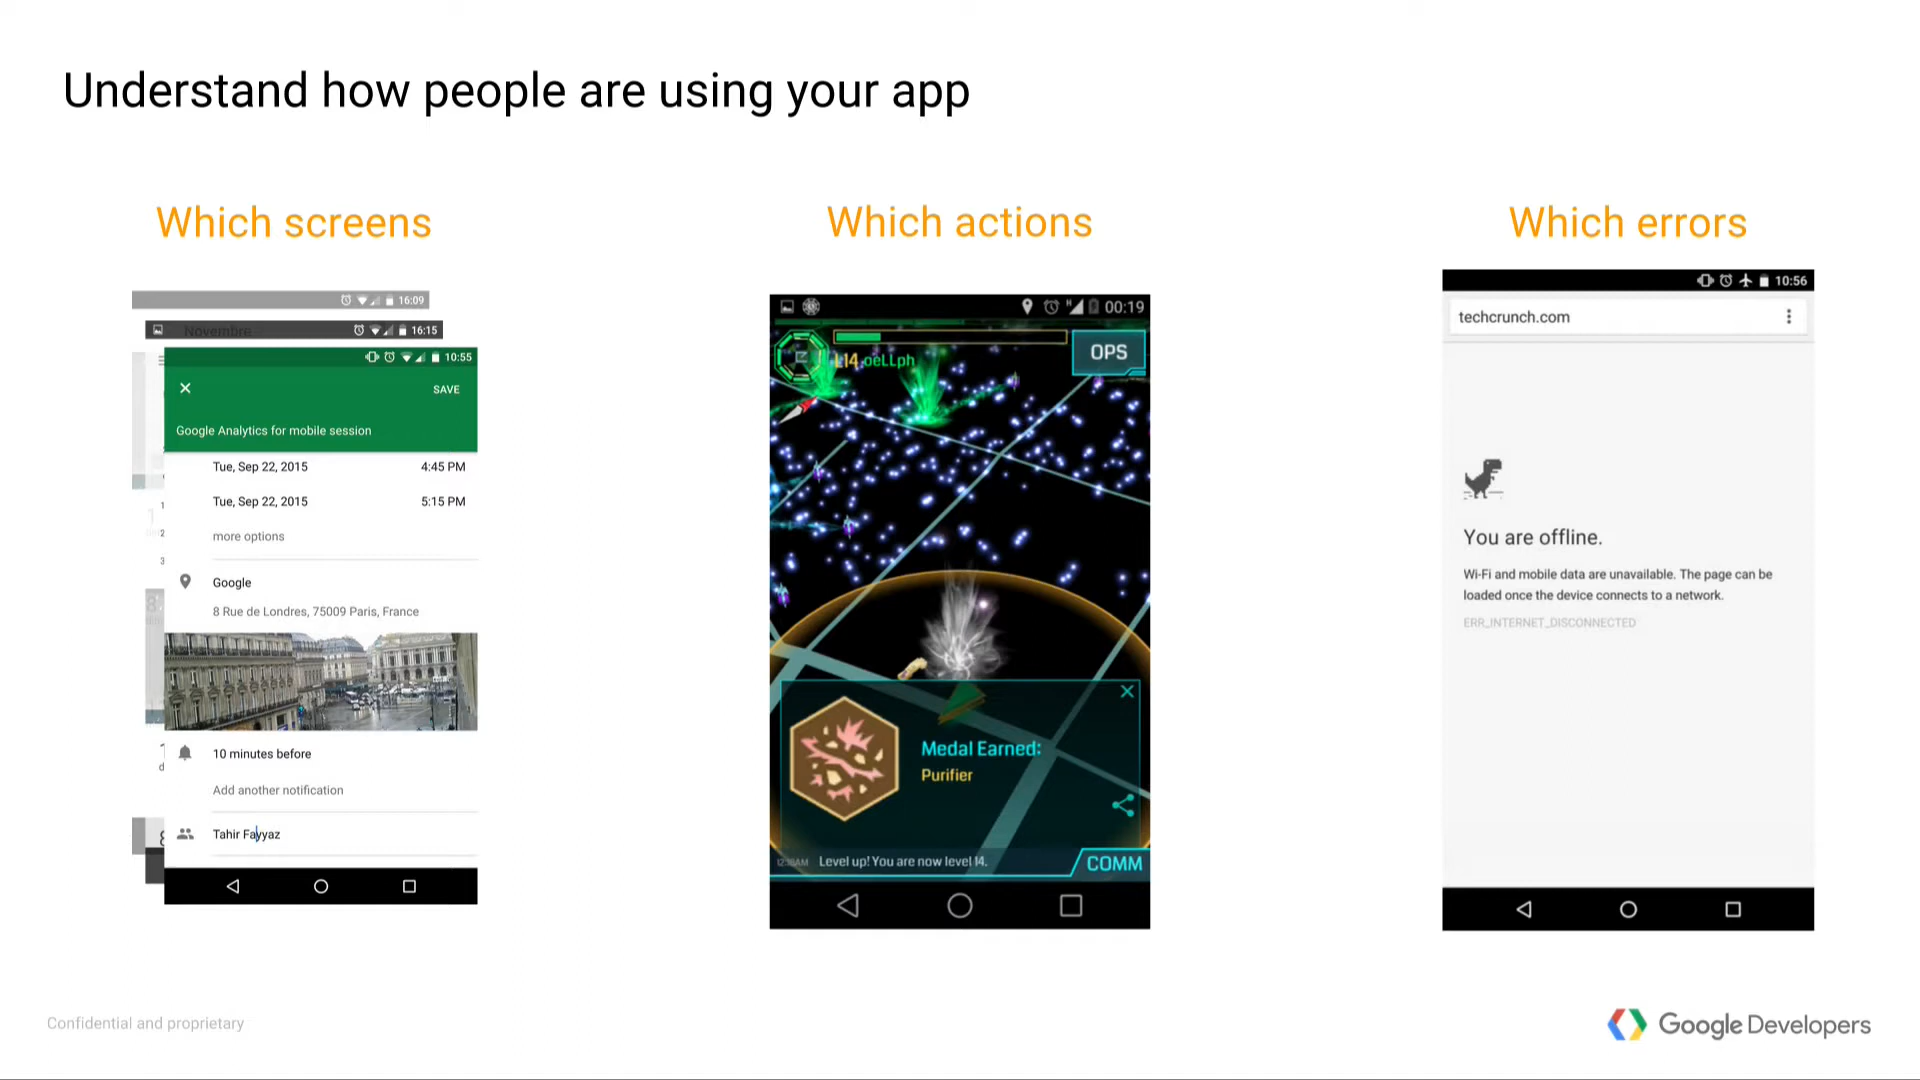 Understand how people are using your app
Which screens
16:09
Novembre
16:15
10:55
SAVE
Google Analytics for mobile session
Tue, Sep 22, 2015 4:45 PM
Tue, Sep 22, 2015 5:15 PM
more options
Google
8 Rue de Londres, 75009 Paris, France
10 minutes before
Add another notification
Tahir Fayyaz
Which actions
00:19
L14 oeLLph
OPS
Medal Earned:
Purifier
Level up! You are now level 14.
COMM
Which errors
10:56
techcrunch.com
You are offline.
Wi-Fi and mobile data are unavailable. The page can be
loaded once the device connects to a network.
ERR_INTERNET_DISCONNECTED
Confidential and proprietary
Google Developers